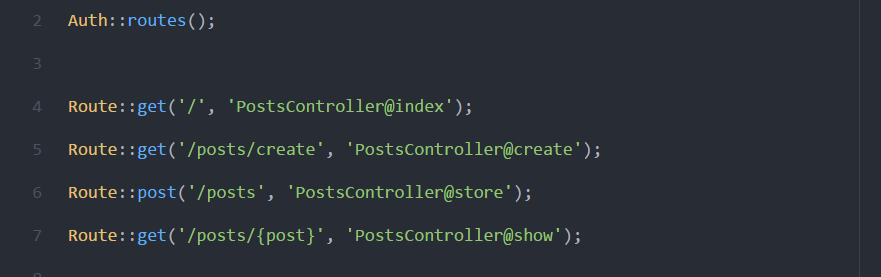 2 Auth::routes();
3
4 Route::get('/', 'PostsController@index');
5 Route::get('/posts/create', 'PostsController@create');
6 Route::post('/posts', 'PostsController@store');
7 Route::get('/posts/{post}', 'PostsController@show');